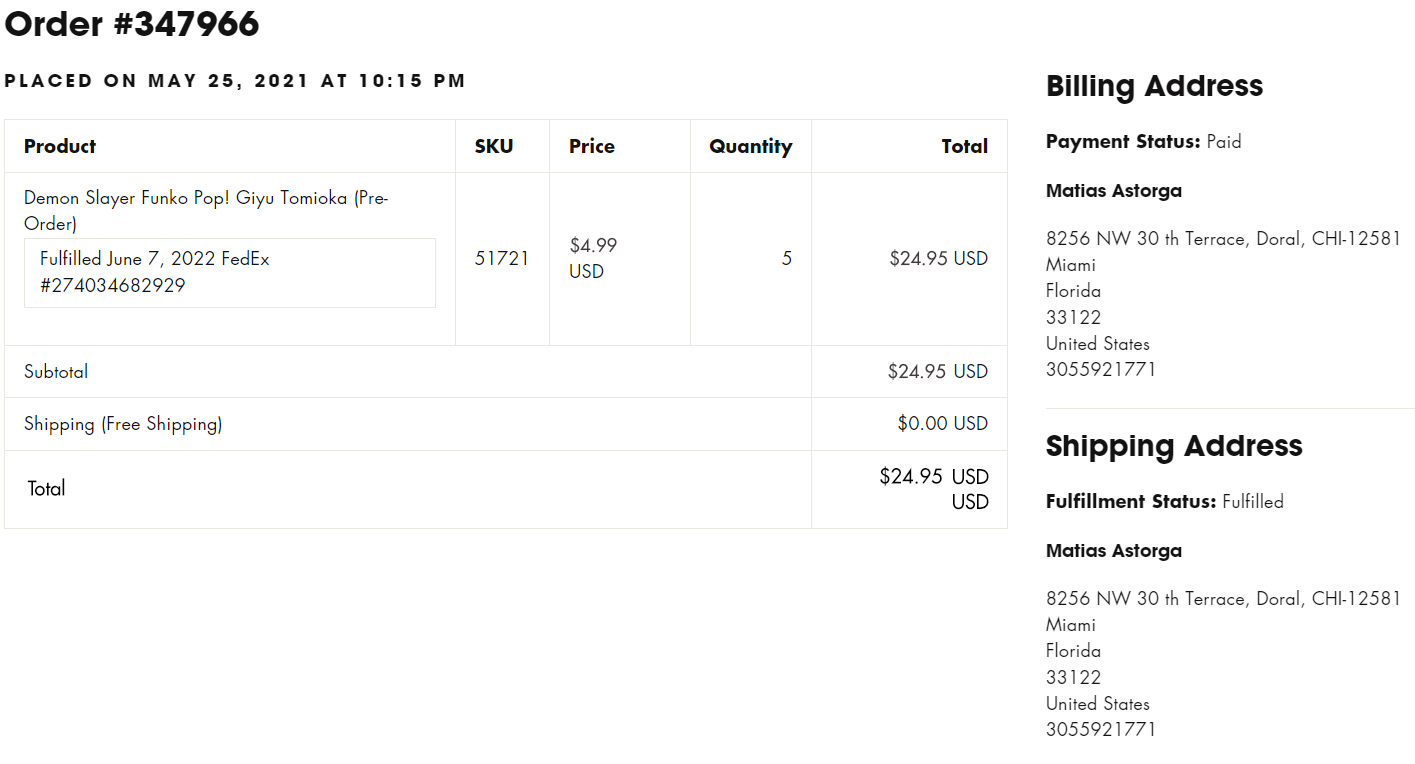 Order #347966
PLACED ON MAY 25, 2021 AT 10:15 PM
Product SKU Price Quantity Total
Demon Slayer Funko Pop! Giyu Tomioka (Pre-
Order)
Fulfilled June 7, 2022 FedEx
#274034682929
51721
$4.99
USD
5
$24.95 USD
Subtotal $24.95 USD
Shipping (Free Shipping) $0.00 USD
Total $24.95 USD
USD
Billing Address
Payment Status: Paid
Matias Astorga
8256 NW 30 th Terrace, Doral, CHI-12581
Miami
Florida
33122
United States
3055921771
Shipping Address
Fulfillment Status: Fulfilled
Matias Astorga
8256 NW 30 th Terrace, Doral, CHI-12581
Miami
Florida
33122
United States
3055921771